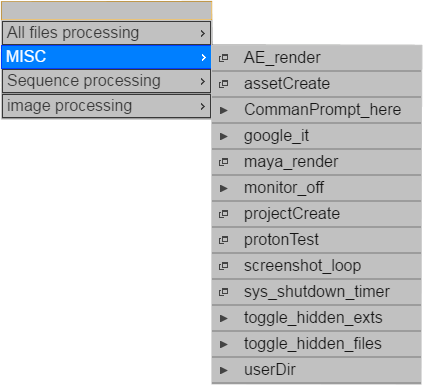 All files processing
MISC
Sequence processing
image processing
AE_render
assetCreate
CommanPrompt_here
google_it
maya_render
monitor_off
projectCreate
protonTest
screenshot_loop
sys_shutdown_timer
toggle_hidden_exts
toggle_hidden_files
userDir